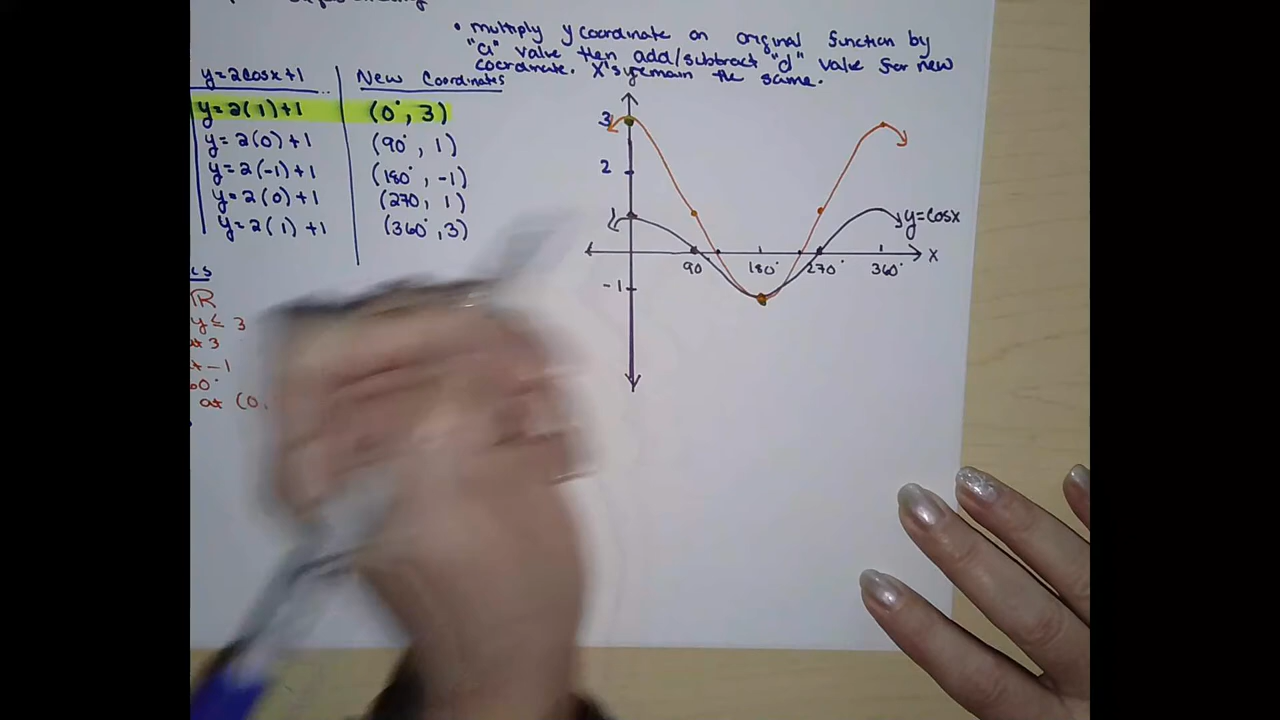 • multiply y coordinate on original function by
"a" value then add/subtract "d" value for new
coordinate. X's remain the same.
y=2cosx+1
New Coordinates
y=2(1)+1 (0°, 3)
y=2(0)+1 (90°, 1)
y=2(-1)+1 (180°, -1)
y=2(0)+1 (270, 1)
y=2(1)+1 (360°, 3)
y
3
2
1
-1
90
180°
270°
360°
x
y=cosx
cs
ℝ
y ≤ 3
at 3
at -1
60°
at (0,